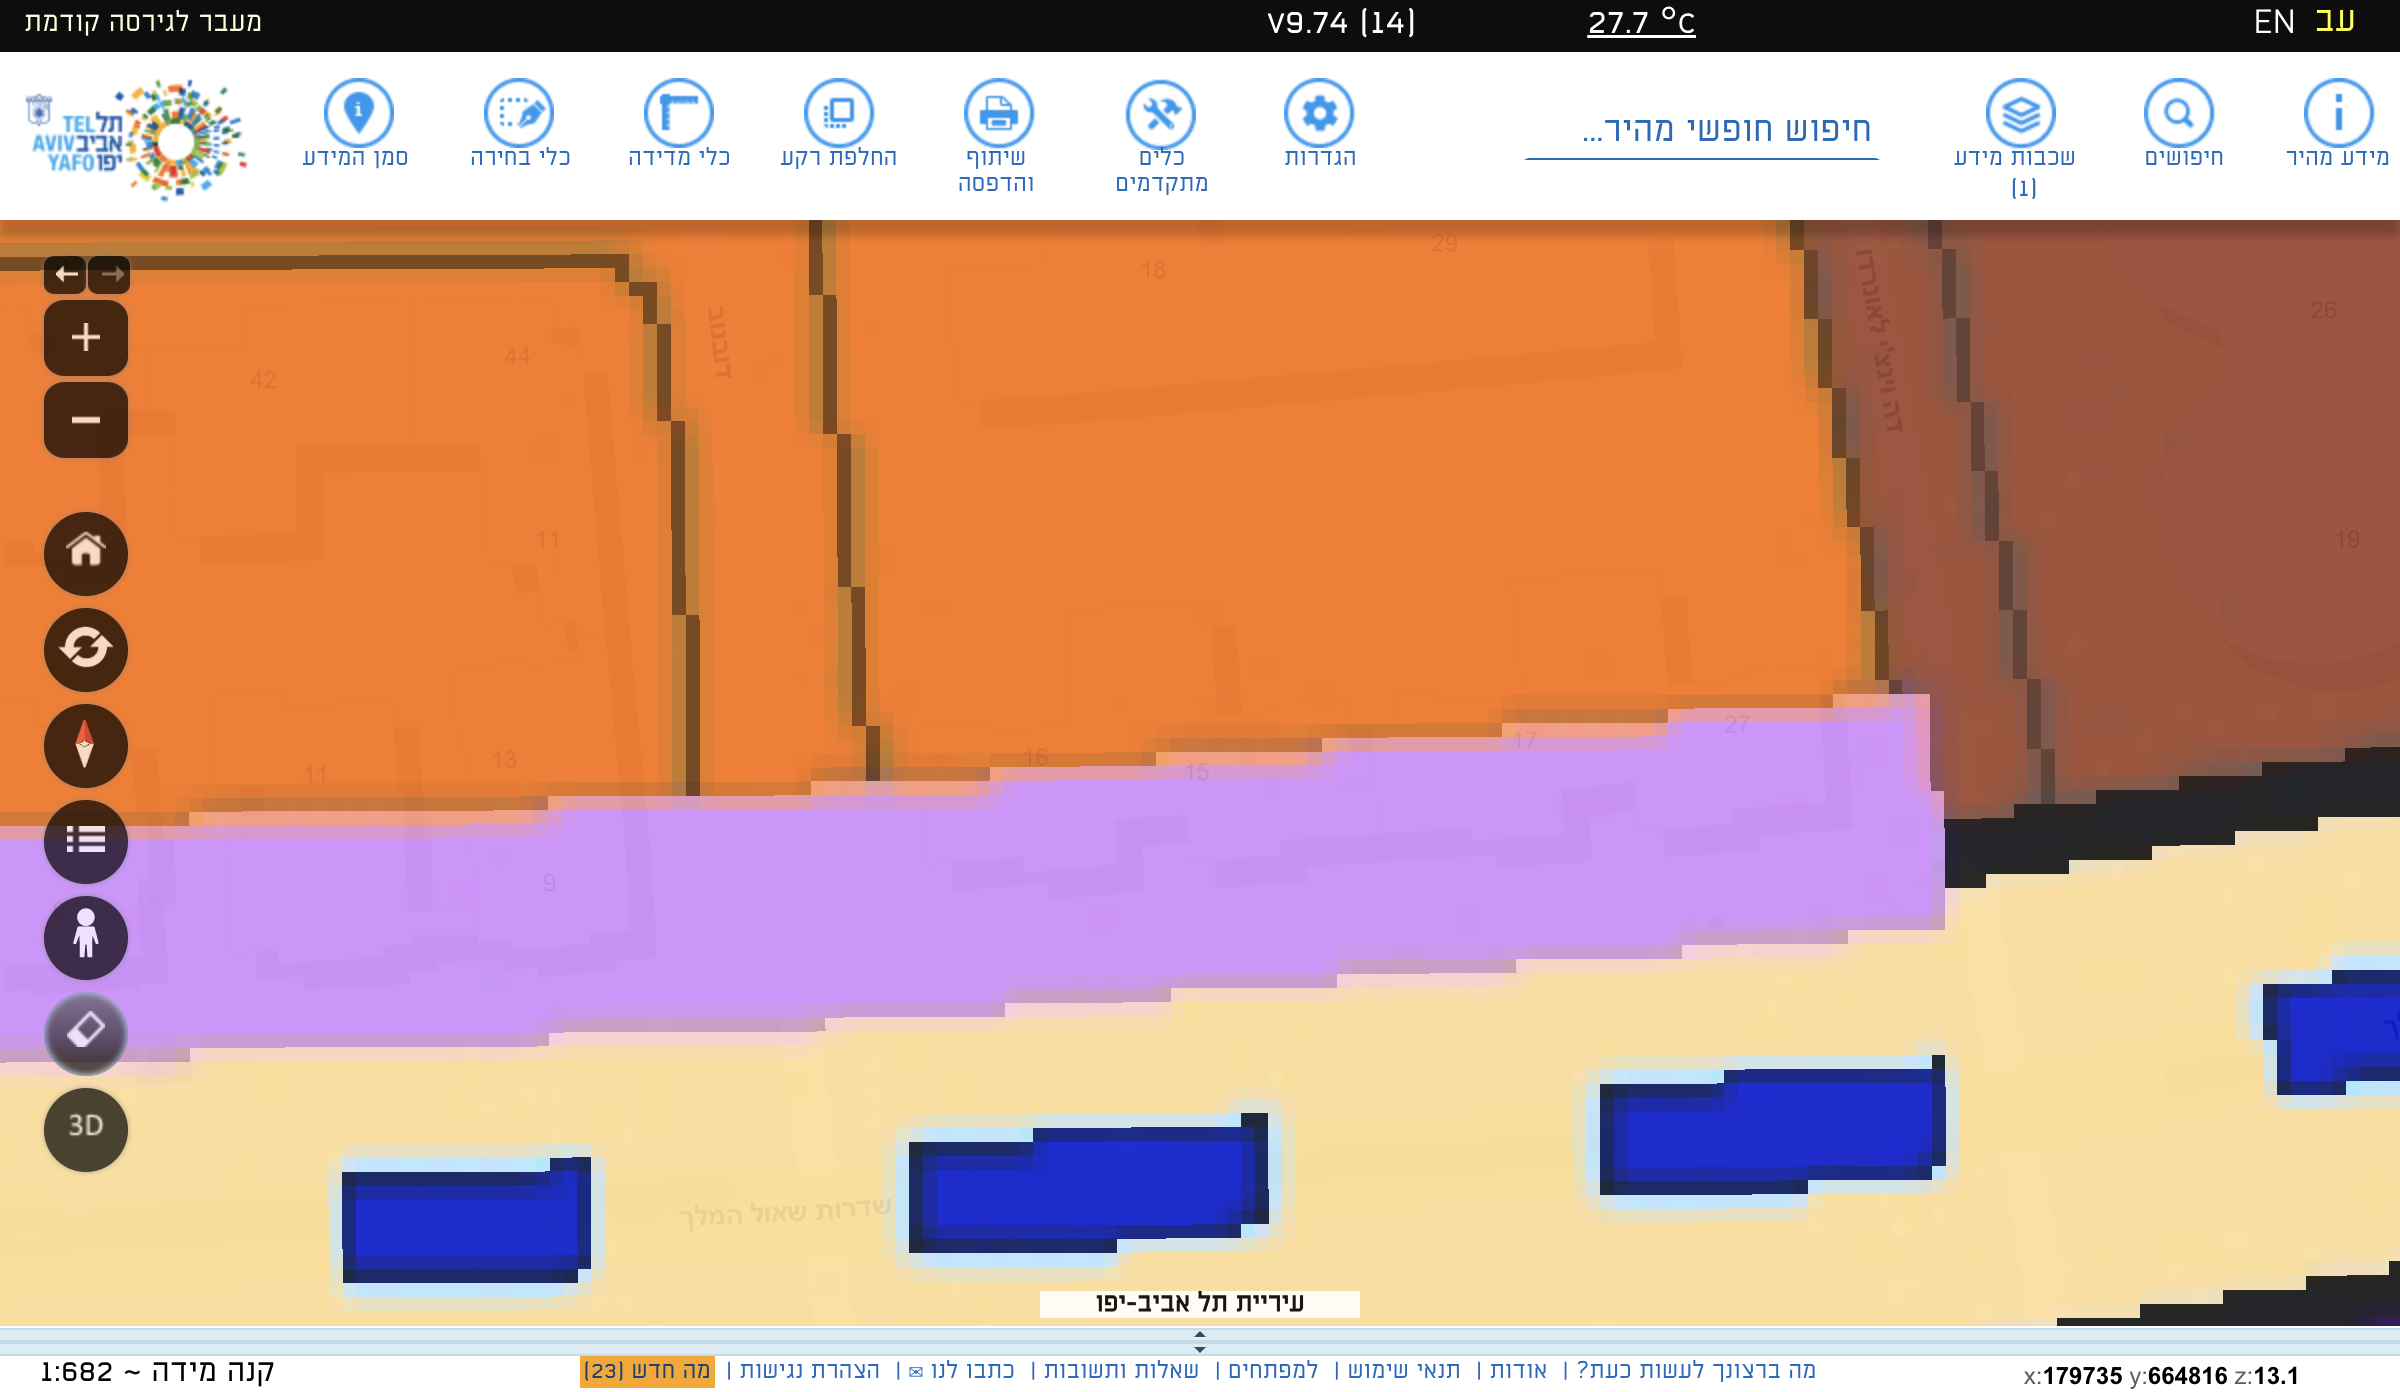 עב EN
27.7 °C
V9.74 (14)
מעבר לגירסה קודמת
מידע מהיר
חיפושים
שכבות מידע
(1)
חיפוש חופשי מהיר...
הגדרות
כלים
מתקדמים
שיתוף
והדפסה
החלפת רקע
כלי מדידה
כלי בחירה
סמן המידע
תל אביב יפו
TEL AVIV YAFO
29
18
26
דובנוב
דה וינצ'י לאונרדו
44
42
11
19
27
17
16
15
13
11
9
3D
שדרות שאול המלך
עיריית תל אביב-יפו
מה ברצונך לעשות כעת? | אודות | תנאי שימוש | למפתחים | שאלות ותשובות | כתבו לנו ✉ | הצהרת נגישות | מה חדש (23)
קנה מידה ~ 1:682
x:179735 y:664816 z:13.1